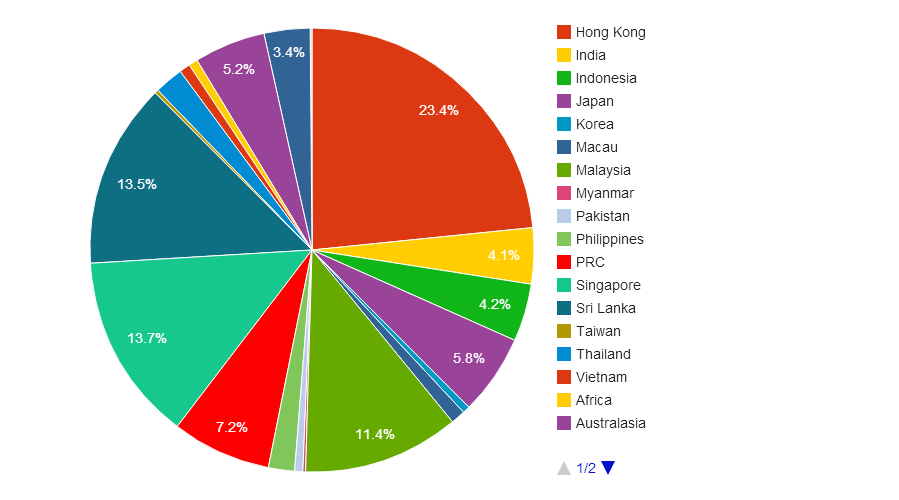 3.4%
5.2%
23.4%
13.5%
4.1%
4.2%
13.7%
5.8%
7.2%
11.4%
Hong Kong
India
Indonesia
Japan
Korea
Macau
Malaysia
Myanmar
Pakistan
Philippines
PRC
Singapore
Sri Lanka
Taiwan
Thailand
Vietnam
Africa
Australasia
1/2